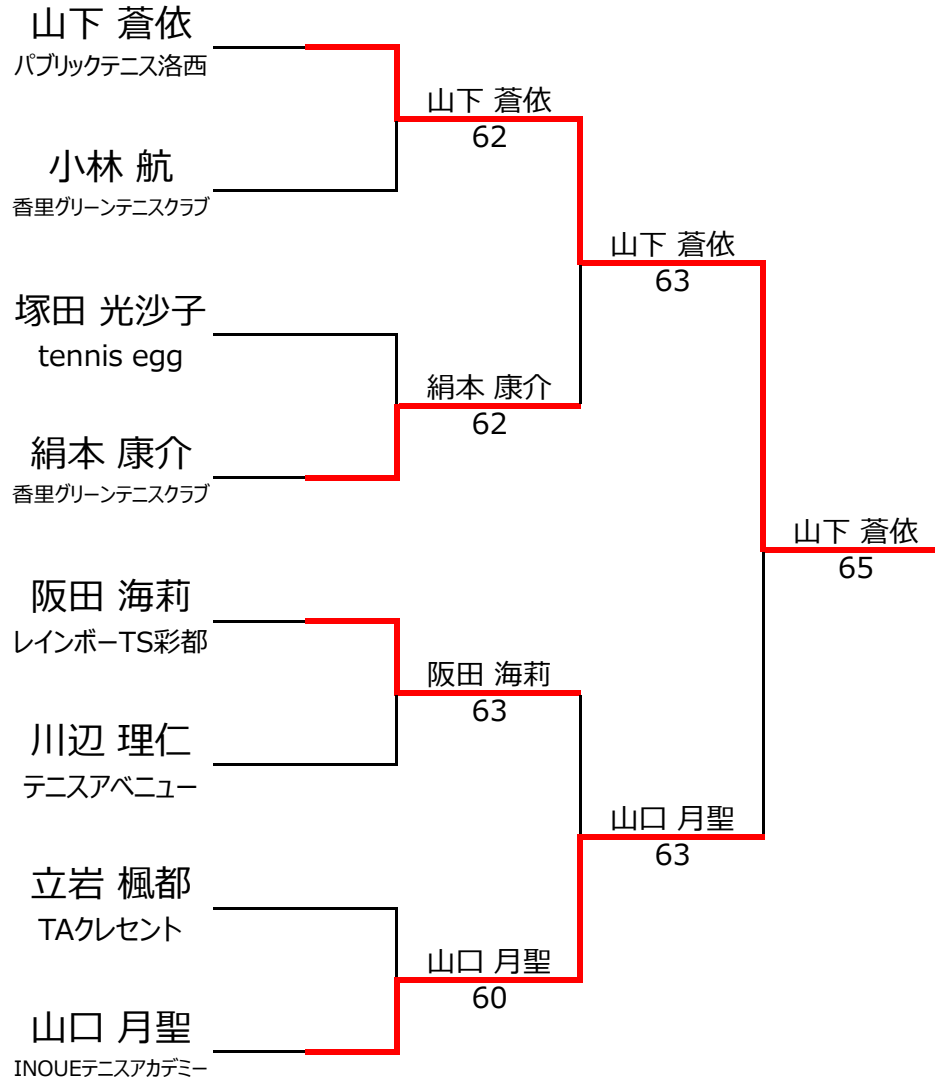 山下 蒼依
パブリックテニス洛西
小林 航
香里グリーンテニスクラブ
塚田 光沙子
tennis egg
絹本 康介
香里グリーンテニスクラブ
阪田 海莉
レインボーTS彩都
川辺 理仁
テニスアベニュー
立岩 楓都
TAクレセント
山口 月聖
INOUEテニスアカデミー
山下 蒼依
62
絹本 康介
62
阪田 海莉
63
山口 月聖
60
山下 蒼依
63
山口 月聖
63
山下 蒼依
65